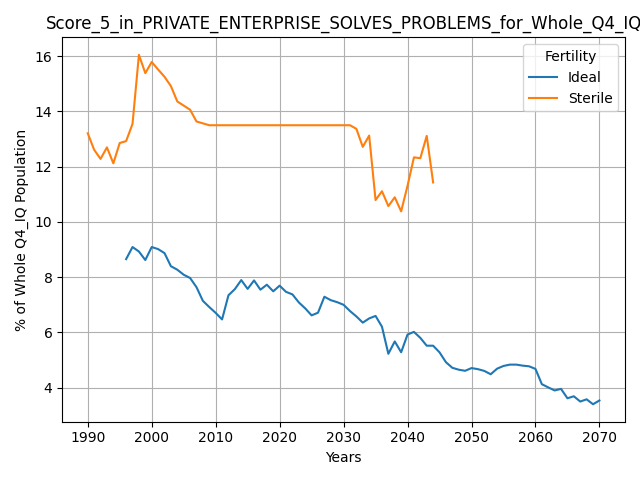 Score_5_in_PRIVATE_ENTERPRISE_SOLVES_PROBLEMS_for_Whole_Q4_IQ
Fertility
Ideal
Sterile
% of Whole Q4_IQ Population
16
14
12
10
8
6
4
1990 2000 2010 2020 2030 2040 2050 2060 2070
Years